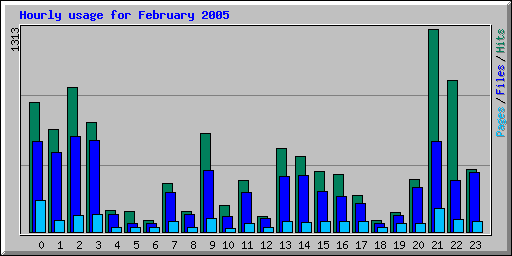 Hourly usage for February 2005
1313
Pages / Files / Hits
0 1 2 3 4 5 6 7 8 9 10 11 12 13 14 15 16 17 18 19 20 21 22 23